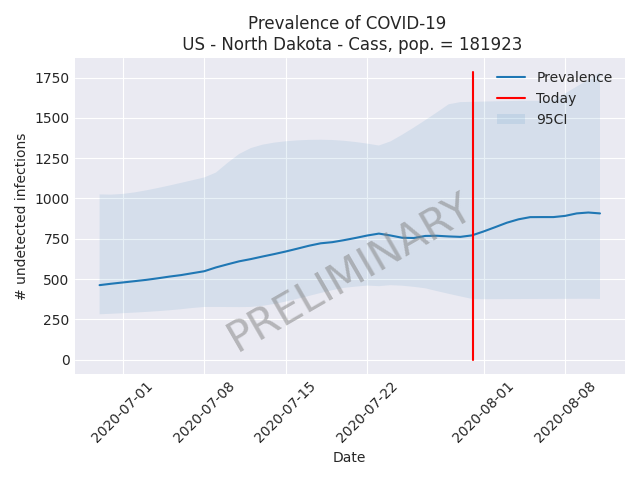 Prevalence of COVID-19
US - North Dakota - Cass, pop. = 181923
1750
1500
1250
1000
750
500
250
0
# undetected infections
Prevalence
Today
95CI
PRELIMINARY
2020-07-01
2020-07-08
2020-07-15
2020-07-22
2020-08-01
2020-08-08
Date